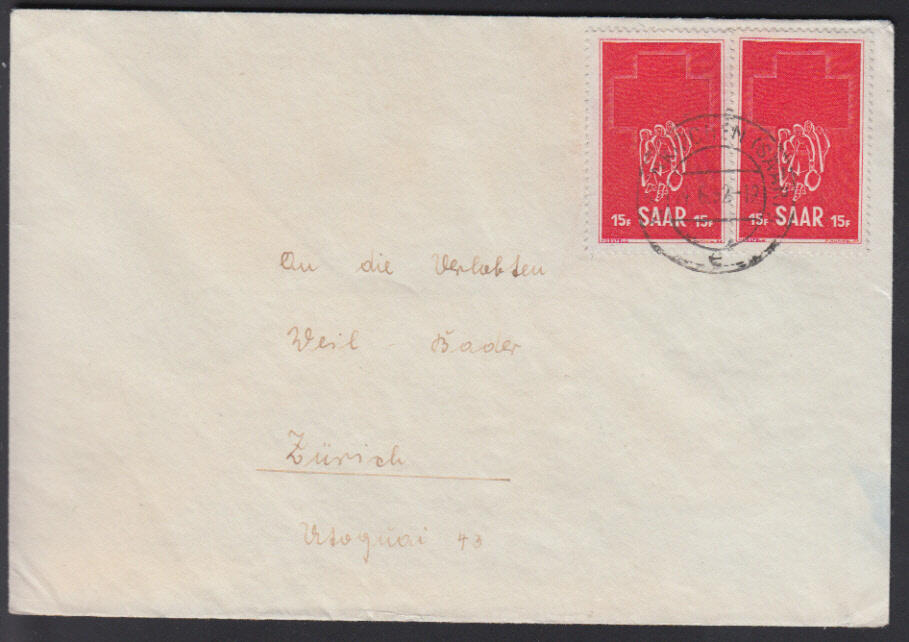 15F SAAR 15F
15F SAAR 15F
An die Verlobten
Weil - Bader
Zürich
Utoquai 43